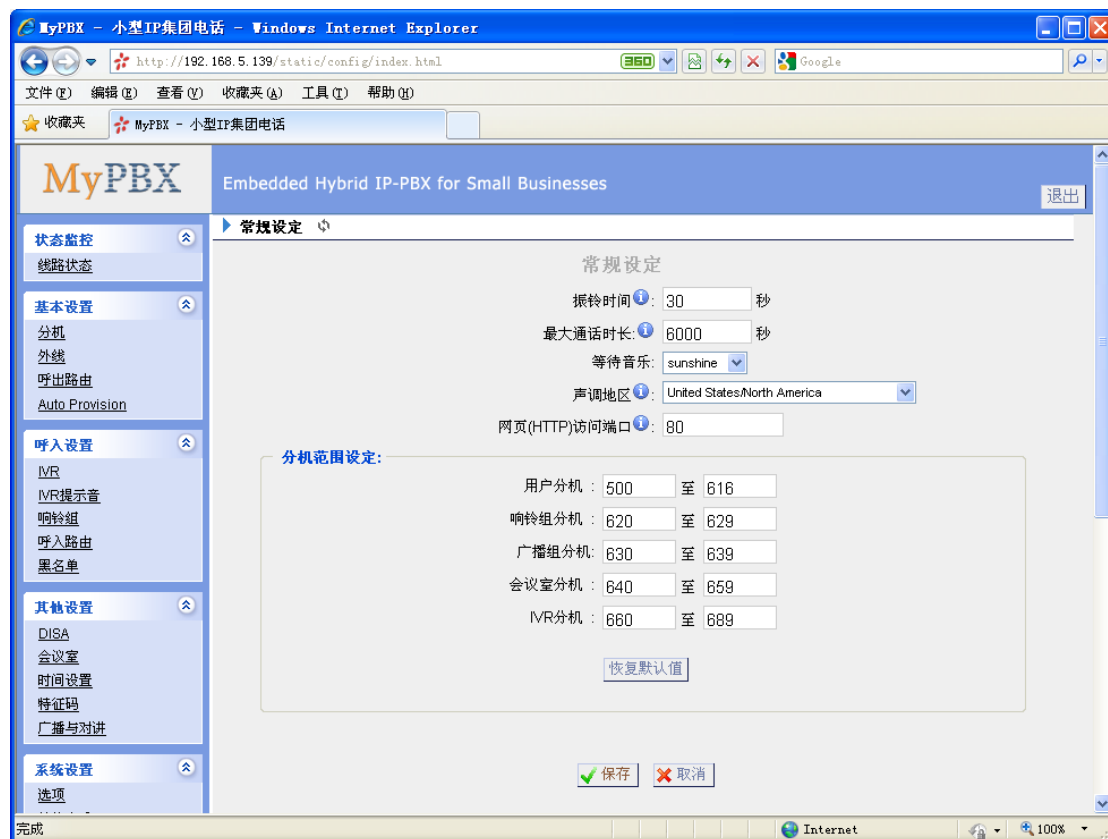 MyPBX - 小型IP集团电话 - Windows Internet Explorer
http://192.168.5.139/static/config/index.html
360
Google
文件(F) 编辑(E) 查看(V) 收藏夹(A) 工具(T) 帮助(H)
收藏夹
MyPBX - 小型IP集团电话
MyPBX
Embedded Hybrid IP-PBX for Small Businesses
退出
状态监控
线路状态
基本设置
分机
外线
呼出路由
Auto Provision
呼入设置
IVR
IVR提示音
响铃组
呼入路由
黑名单
其他设置
DISA
会议室
时间设置
特征码
广播与对讲
系统设置
选项
常规设定
常规设定
振铃时间: 30 秒
最大通话时长: 6000 秒
等待音乐: sunshine
声调地区: United States/North America
网页(HTTP)访问端口: 80
分机范围设定:
用户分机 : 500 至 616
响铃组分机 : 620 至 629
广播组分机: 630 至 639
会议室分机 : 640 至 659
IVR分机 : 660 至 689
恢复默认值
保存 取消
完成
Internet
100%